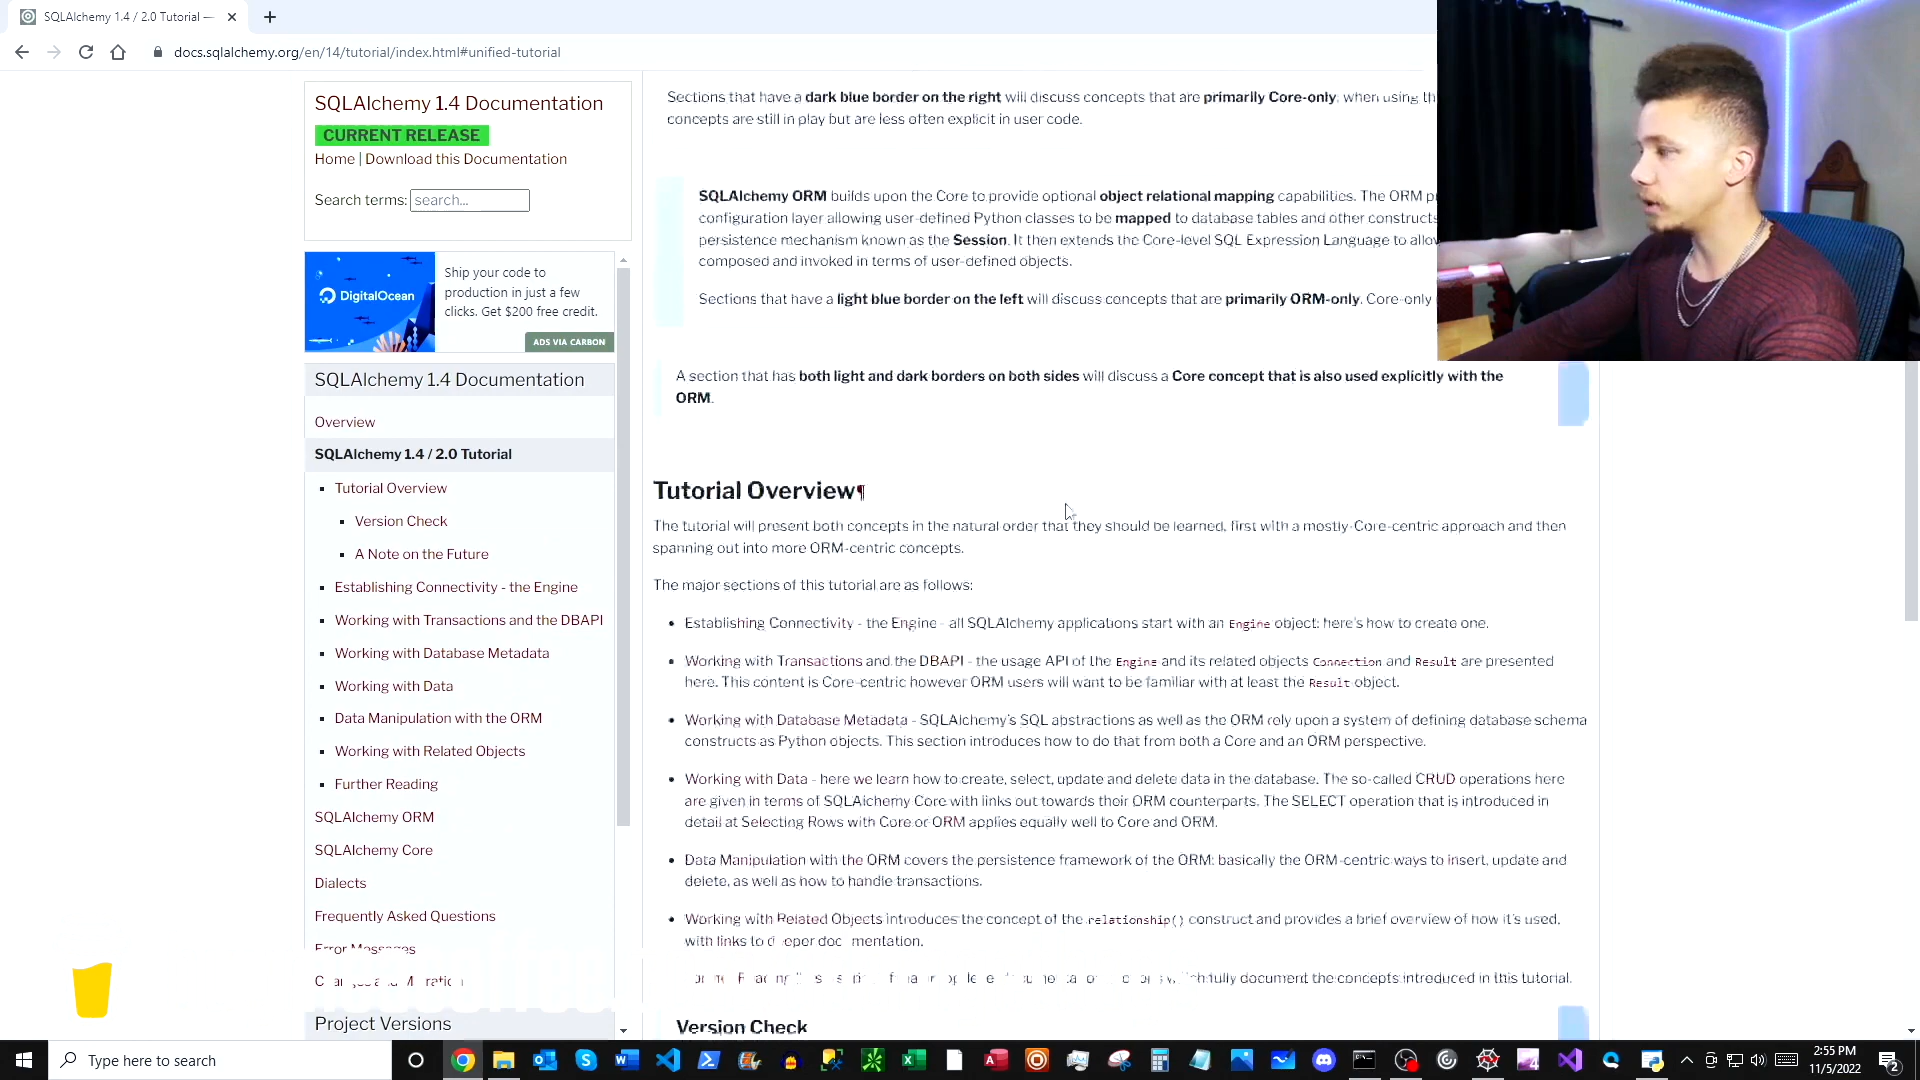 SQLAlchemy 1.4 / 2.0 Tutorial —
docs.sqlalchemy.org/en/14/tutorial/index.html#unified-tutorial
SQLAlchemy 1.4 Documentation
CURRENT RELEASE
Home | Download this Documentation
Search terms: search...
DigitalOcean
Ship your code to
production in just a few
clicks. Get $200 free credit.
ADS VIA CARBON
SQLAlchemy 1.4 Documentation
Overview
SQLAlchemy 1.4 / 2.0 Tutorial
Tutorial Overview
Version Check
A Note on the Future
Establishing Connectivity - the Engine
Working with Transactions and the DBAPI
Working with Database Metadata
Working with Data
Data Manipulation with the ORM
Working with Related Objects
Further Reading
SQLAlchemy ORM
SQLAlchemy Core
Dialects
Frequently Asked Questions
Error Messages
Project Versions
Sections that have a dark blue border on the right will discuss concepts that are primarily Core-only; when using
concepts are still in play but are less often explicit in user code.
SQLAlchemy ORM builds upon the Core to provide optional object relational mapping capabilities. The ORM
configuration layer allowing user-defined Python classes to be mapped to database tables and other constructs
persistence mechanism known as the Session. It then extends the Core-level SQL Expression Language to
composed and invoked in terms of user-defined objects.
Sections that have a light blue border on the left will discuss concepts that are primarily ORM-only. Core-only
A section that has both light and dark borders on both sides will discuss a Core concept that is also used explicitly with the
ORM.
Tutorial Overview¶
The tutorial will present both concepts in the natural order that they should be learned, first with a mostly-Core-centric approach and then
spanning out into more ORM-centric concepts.
The major sections of this tutorial are as follows:
Establishing Connectivity - the Engine - all SQLAlchemy applications start with an Engine object; here's how to create one.
Working with Transactions and the DBAPI - the usage API of the Engine and its related objects Connection and Result are presented
here. This content is Core-centric however ORM users will want to be familiar with at least the Result object.
Working with Database Metadata - SQLAlchemy's SQL abstractions as well as the ORM rely upon a system of defining database schema
constructs as Python objects. This section introduces how to do that from both a Core and an ORM perspective.
Working with Data - here we learn how to create, select, update and delete data in the database. The so-called CRUD operations here
are given in terms of SQLAlchemy Core with links out towards their ORM counterparts. The SELECT operation that is introduced in
detail at Selecting Rows with Core or ORM applies equally well to Core and ORM.
Data Manipulation with the ORM covers the persistence framework of the ORM; basically the ORM-centric ways to insert, update and
delete, as well as how to handle transactions.
Working with Related Objects introduces the concept of the relationship() construct and provides a brief overview of how it's used,
with links to deeper documentation.
fully document the concepts introduced in this tutorial.
Version Check
Type here to search
2:55 PM
11/5/2022
2